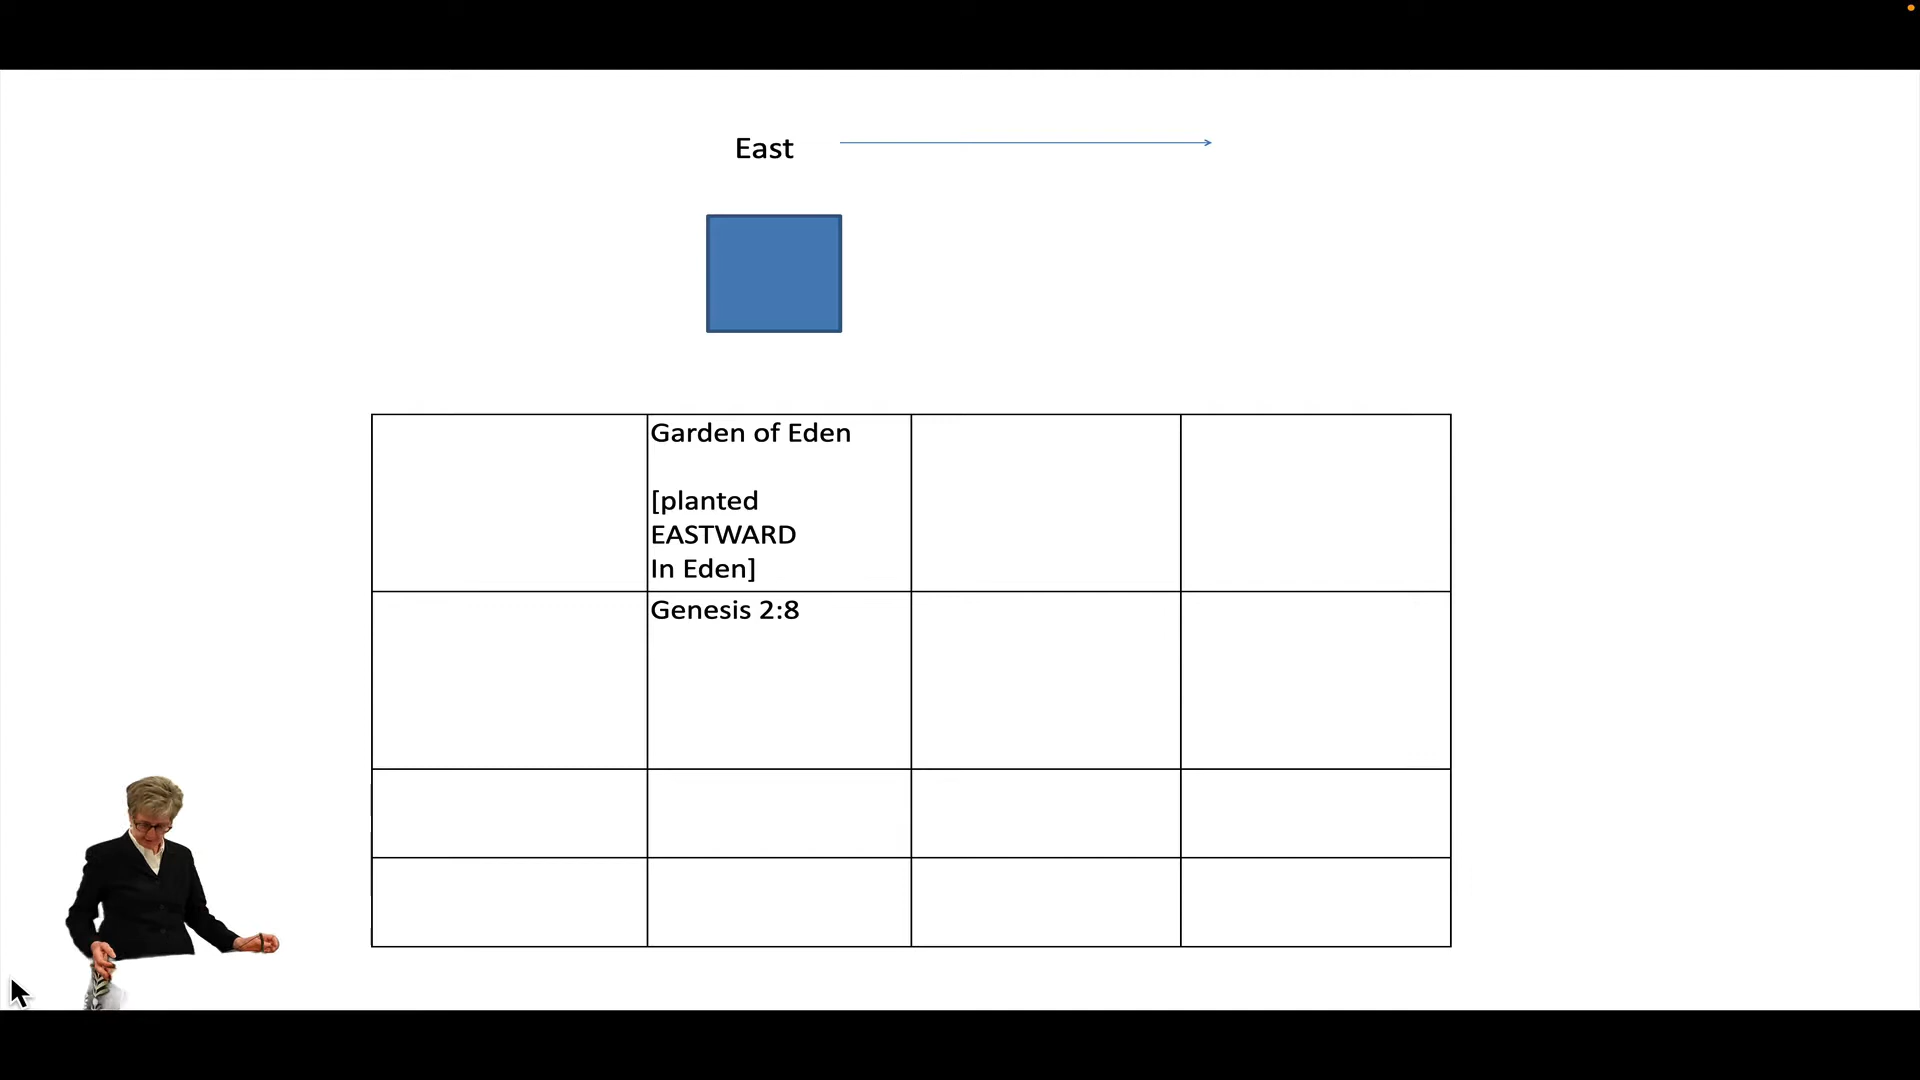 East
Garden of Eden
[planted
EASTWARD
In Eden]
Genesis 2:8